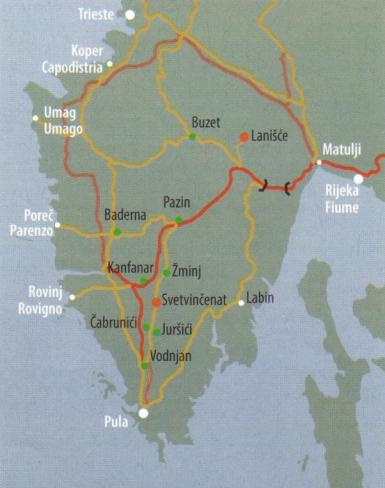 Trieste
Koper
Capodistria
Umag
Umago
Buzet
Lanišće
Matulji
Rijeka
Fiume
Poreč
Parenzo
Baderna
Pazin
Kanfanar
Žminj
Rovinj
Rovigno
Svetvinčenat
Labin
Čabrunići
Juršići
Vodnjan
Pula